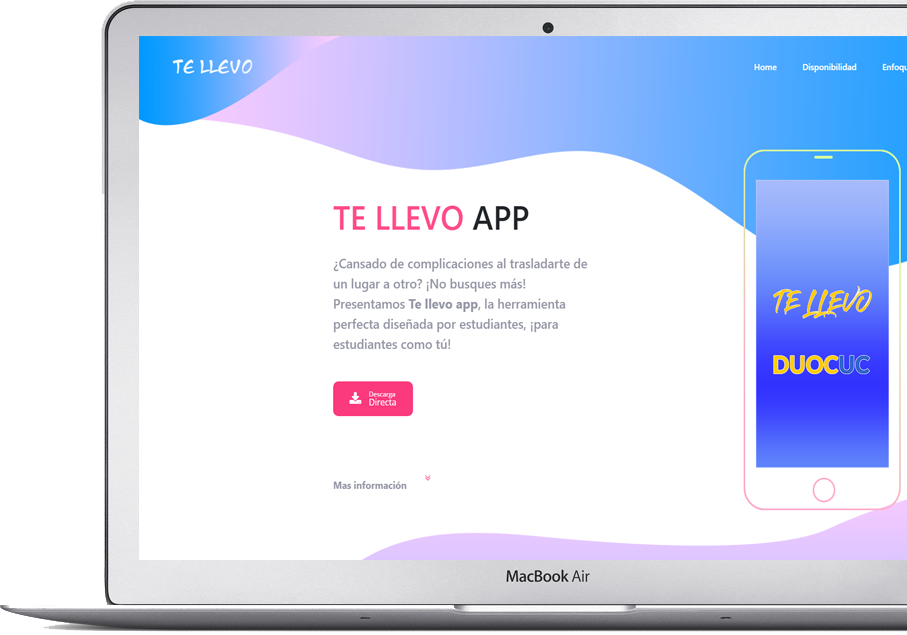 TE LLEVO
Home Disponibilidad Enfoqu
TE LLEVO APP
¿Cansado de complicaciones al trasladarte de
un lugar a otro? ¡No busques más!
Presentamos Te llevo app, la herramienta
perfecta diseñada por estudiantes, ¡para
estudiantes como tú!
Descarga
Directa
Mas información
TE LLEVO
DUOCUC
MacBook Air